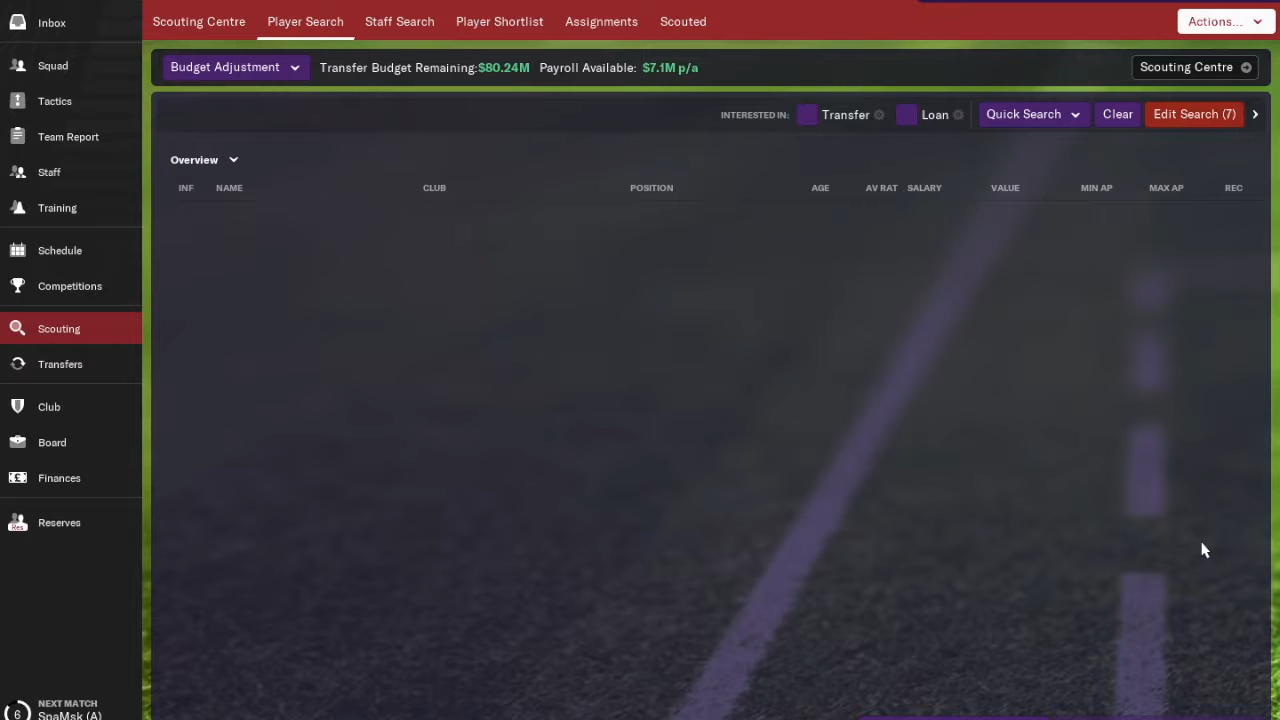 Inbox
Squad
Tactics
Team Report
Staff
Training
Schedule
Competitions
Scouting
Transfers
Club
Board
Finances
Res
Reserves
6
NEXT MATCH
SpaMsk (A)
Scouting Centre Player Search Staff Search Player Shortlist Assignments Scouted Actions...
Budget Adjustment Transfer Budget Remaining:$80.24M Payroll Available: $7.1M p/a Scouting Centre
INTERESTED IN: Transfer Loan Quick Search Clear Edit Search (7)
Overview
INF NAME CLUB POSITION AGE AV RAT SALARY VALUE MIN AP MAX AP REC